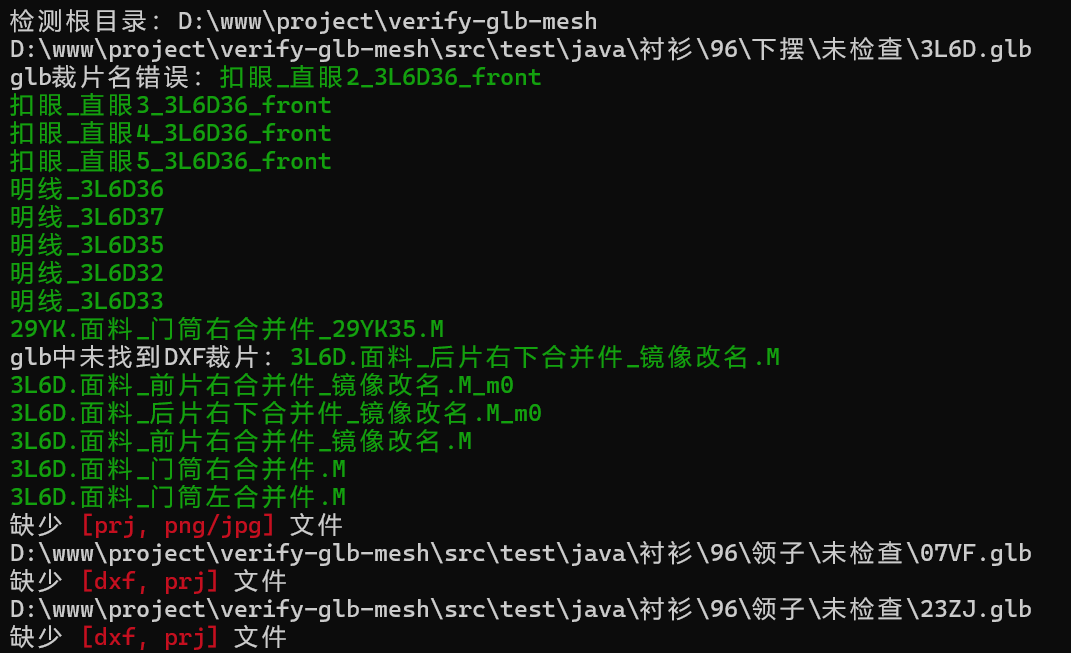 检测根目录: D:\www\project\verify-glb-mesh
D:\www\project\verify-glb-mesh\src\test\java\衬衫\96\下摆\未检查\3L6D.glb
glb裁片名错误: 扣眼_直眼2_3L6D36_front
扣眼_直眼3_3L6D36_front
扣眼_直眼4_3L6D36_front
扣眼_直眼5_3L6D36_front
明线_3L6D36
明线_3L6D37
明线_3L6D35
明线_3L6D32
明线_3L6D33
29YK.面料_门筒右合并件_29YK35.M
glb中未找到DXF裁片: 3L6D.面料_后片右下合并件_镜像改名.M
3L6D.面料_前片右合并件_镜像改名.M_m0
3L6D.面料_后片右下合并件_镜像改名.M_m0
3L6D.面料_前片右合并件_镜像改名.M
3L6D.面料_门筒右合并件.M
3L6D.面料_门筒左合并件.M
缺少 [prj, png/jpg] 文件
D:\www\project\verify-glb-mesh\src\test\java\衬衫\96\领子\未检查\07VF.glb
缺少 [dxf, prj] 文件
D:\www\project\verify-glb-mesh\src\test\java\衬衫\96\领子\未检查\23ZJ.glb
缺少 [dxf, prj] 文件